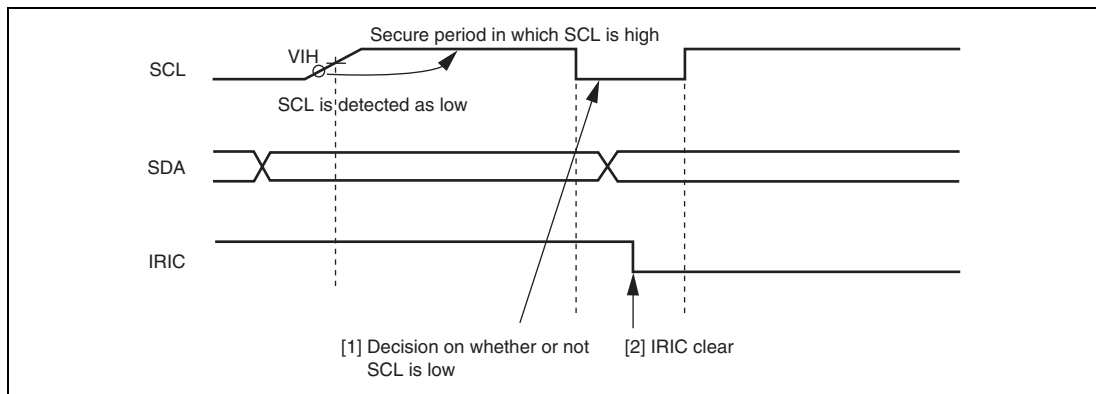 Secure period in which SCL is high
VIH
SCL
SCL is detected as low
SDA
IRIC
[1] Decision on whether or not
SCL is low
[2] IRIC clear